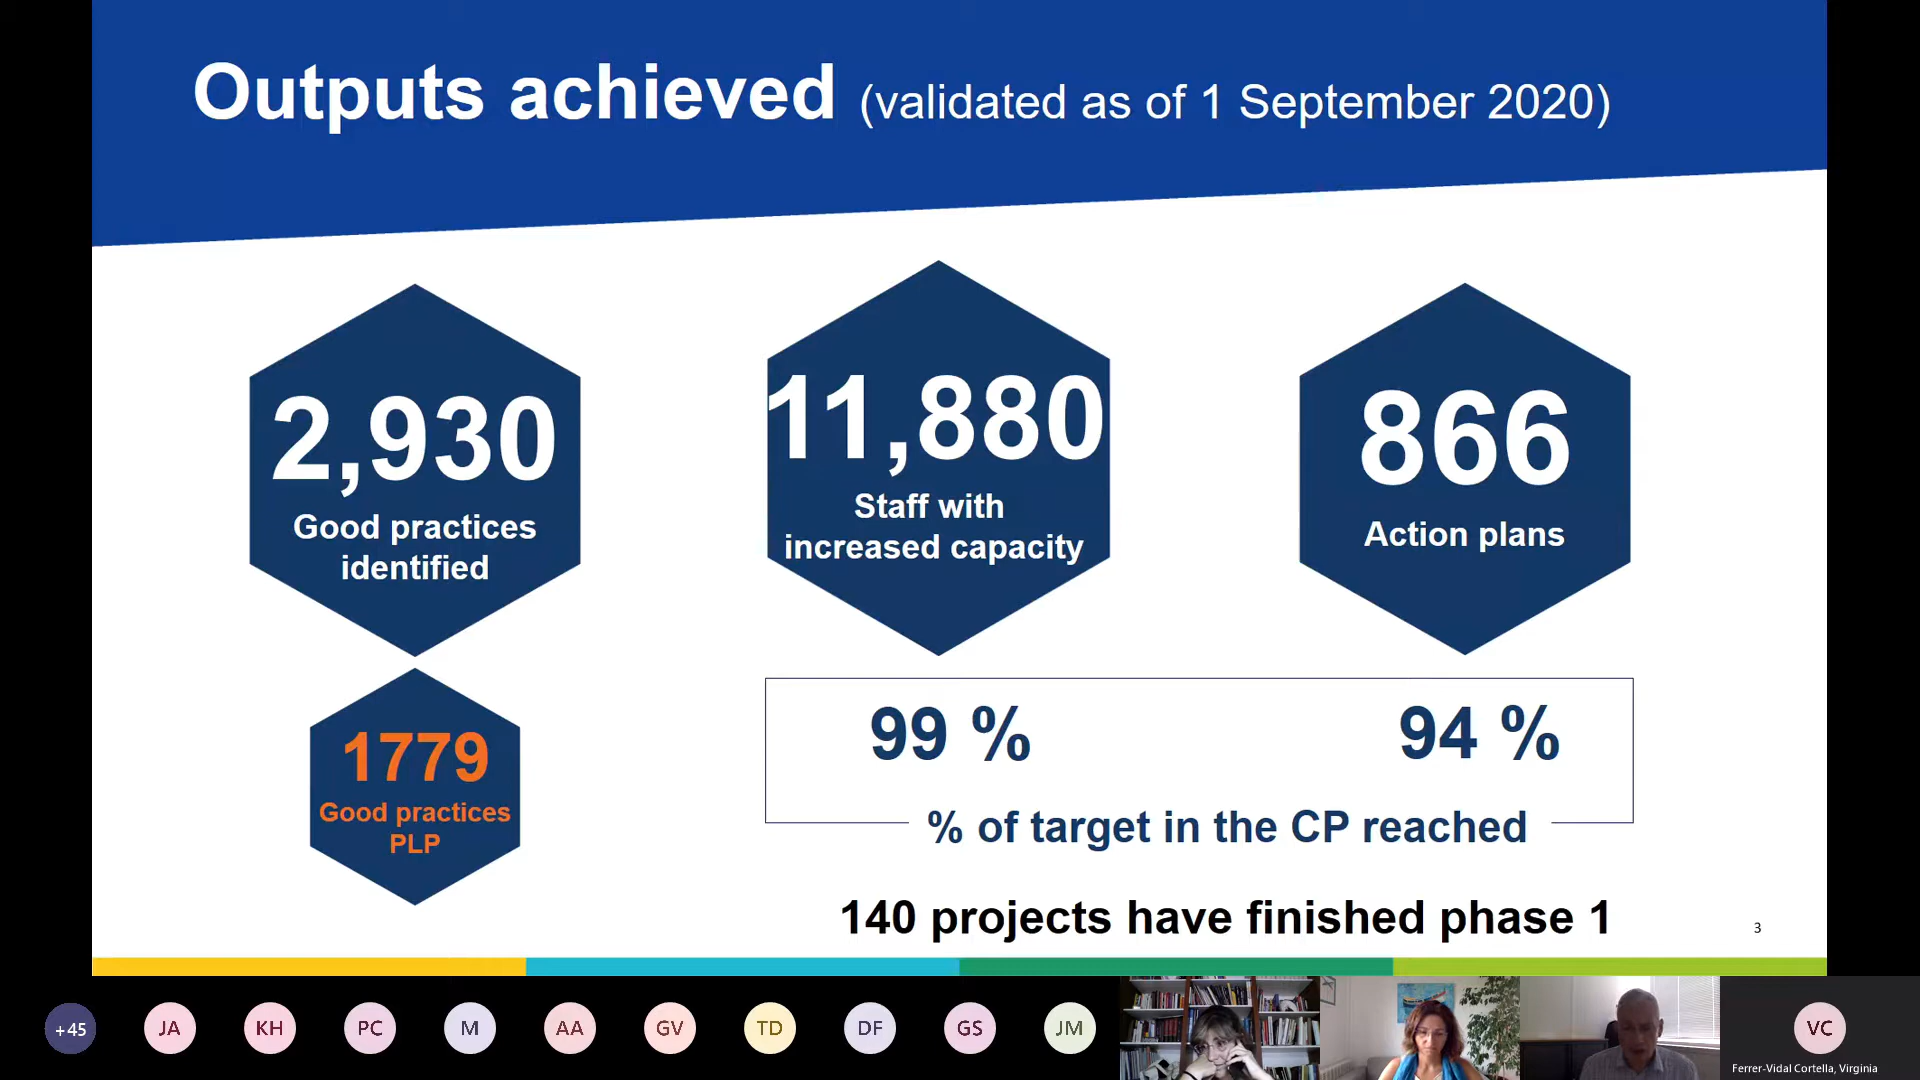 Outputs achieved (validated as of 1 September 2020)
2,930
Good practices
identified
11,880
Staff with
increased capacity
866
Action plans
1779
Good practices
PLP
99 %
94 %
% of target in the CP reached
140 projects have finished phase 1
3
+45
JA
KH
PC
M
AA
GV
TD
DF
GS
JM
VC
Ferrer-Vidal Cortella, Virginia